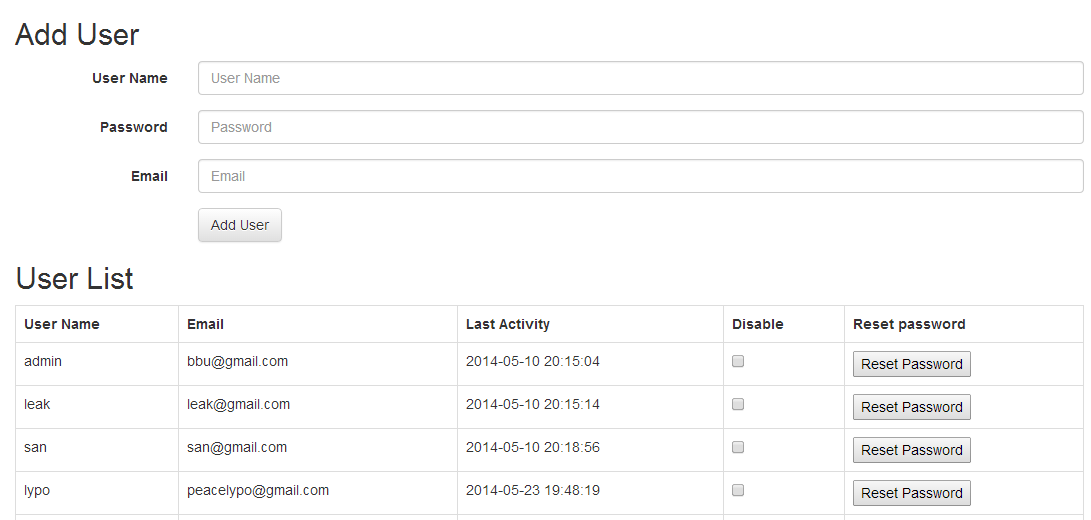 Add User
User Name User Name
Password Password
Email Email
Add User
User List
User Name Email Last Activity Disable Reset password
admin bbu@gmail.com 2014-05-10 20:15:04 Reset Password
leak leak@gmail.com 2014-05-10 20:15:14 Reset Password
san san@gmail.com 2014-05-10 20:18:56 Reset Password
lypo peacelypo@gmail.com 2014-05-23 19:48:19 Reset Password